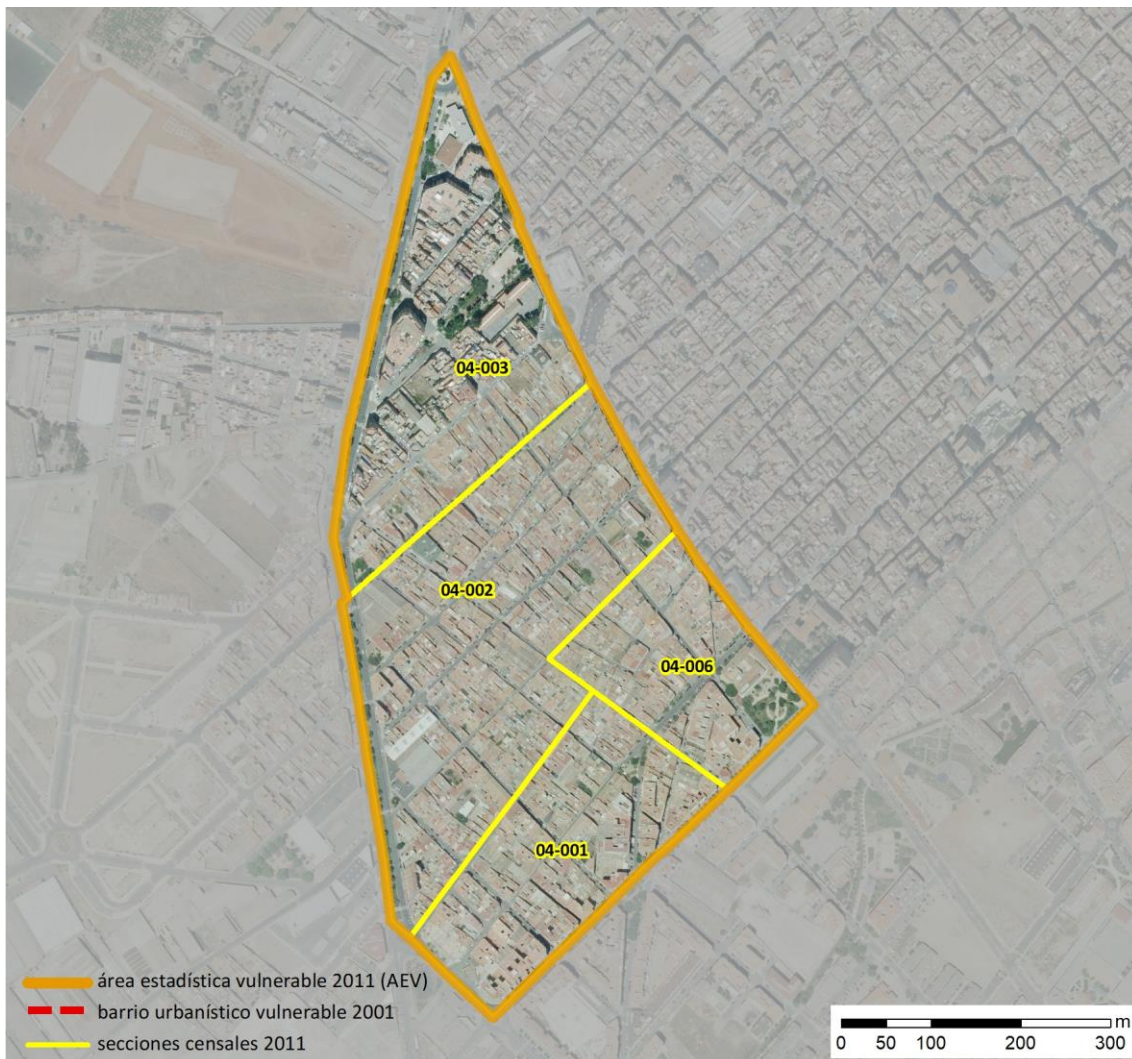 04-003
04-002
04-006
04-001
área estadística vulnerable 2011 (AEV)
barrio urbanístico vulnerable 2001
secciones censales 2011
m
0 50 100 200 300